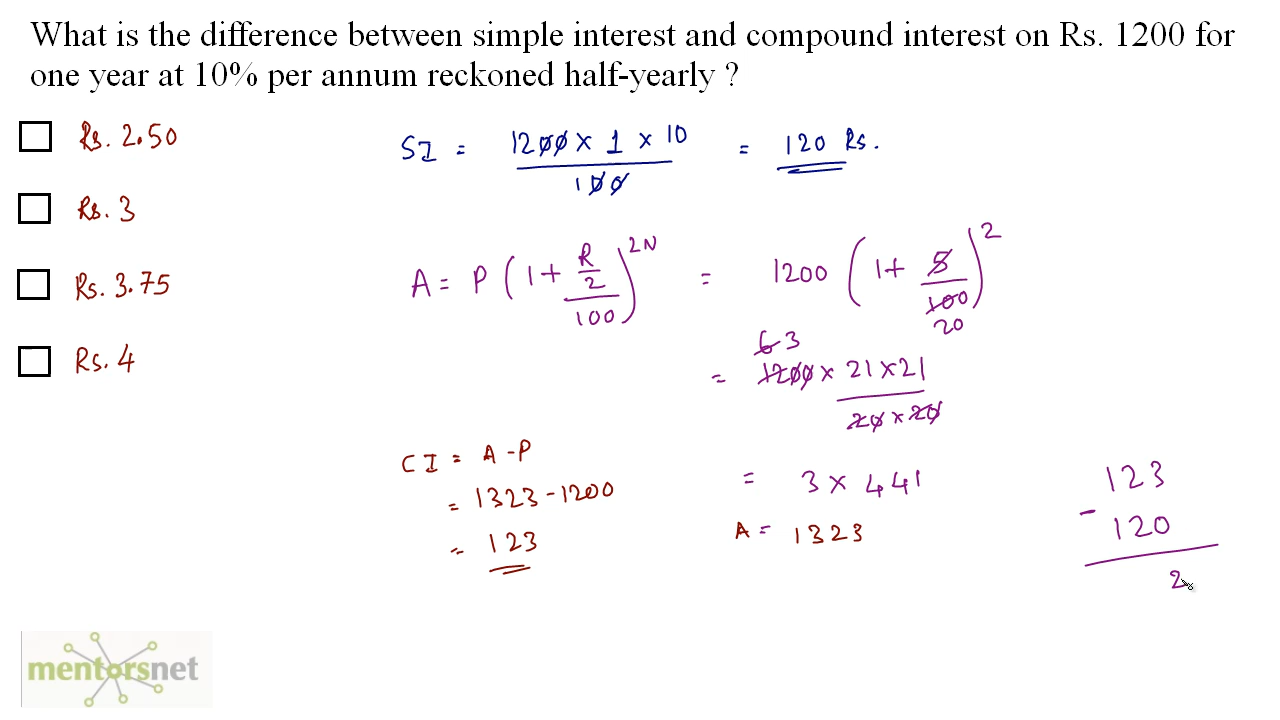 What is the difference between simple interest and compound interest on Rs. 1200 for
one year at 10% per annum reckoned half-yearly ?
Rs. 2.50
Rs. 3
Rs. 3.75
Rs. 4
SI = 1200 x 1 x 10 / 100 = 120 Rs.
A = P (1 + R/2 / 100)^2N = 1200 (1 + 5/100)^2
20
6 3
= 1200 x 21 x 21 / 20 x 20
= 3 x 441
A = 1323
CI = A - P
= 1323 - 1200
= 123
123
- 120
mentorsnet